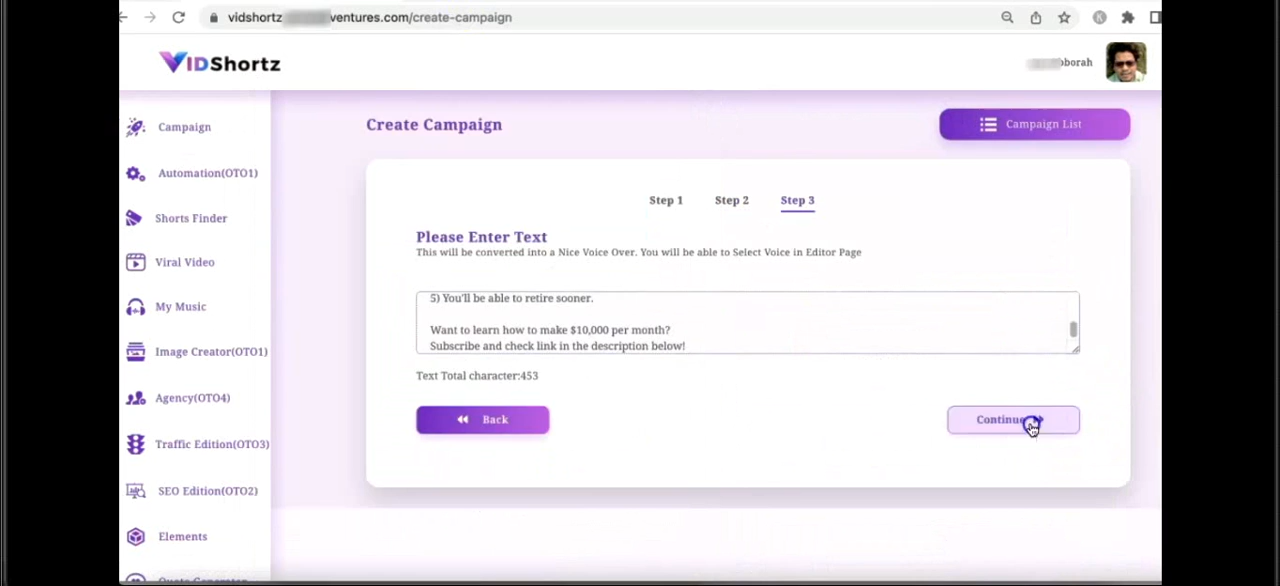 vidshortz ventures.com/create-campaign
VIDShortz
borah
Campaign
Automation(OTO1)
Shorts Finder
Viral Video
My Music
Image Creator(OTO1)
Agency(OTO4)
Traffic Edition(OTO3)
SEO Edition(OTO2)
Elements
Quote Generator
Create Campaign
Campaign List
Step 1 Step 2 Step 3
Please Enter Text
This will be converted into a Nice Voice Over. You will be able to Select Voice in Editor Page
5) You'll be able to retire sooner.
Want to learn how to make $10,000 per month?
Subscribe and check link in the description below!
Text Total character:453
Back
Continue